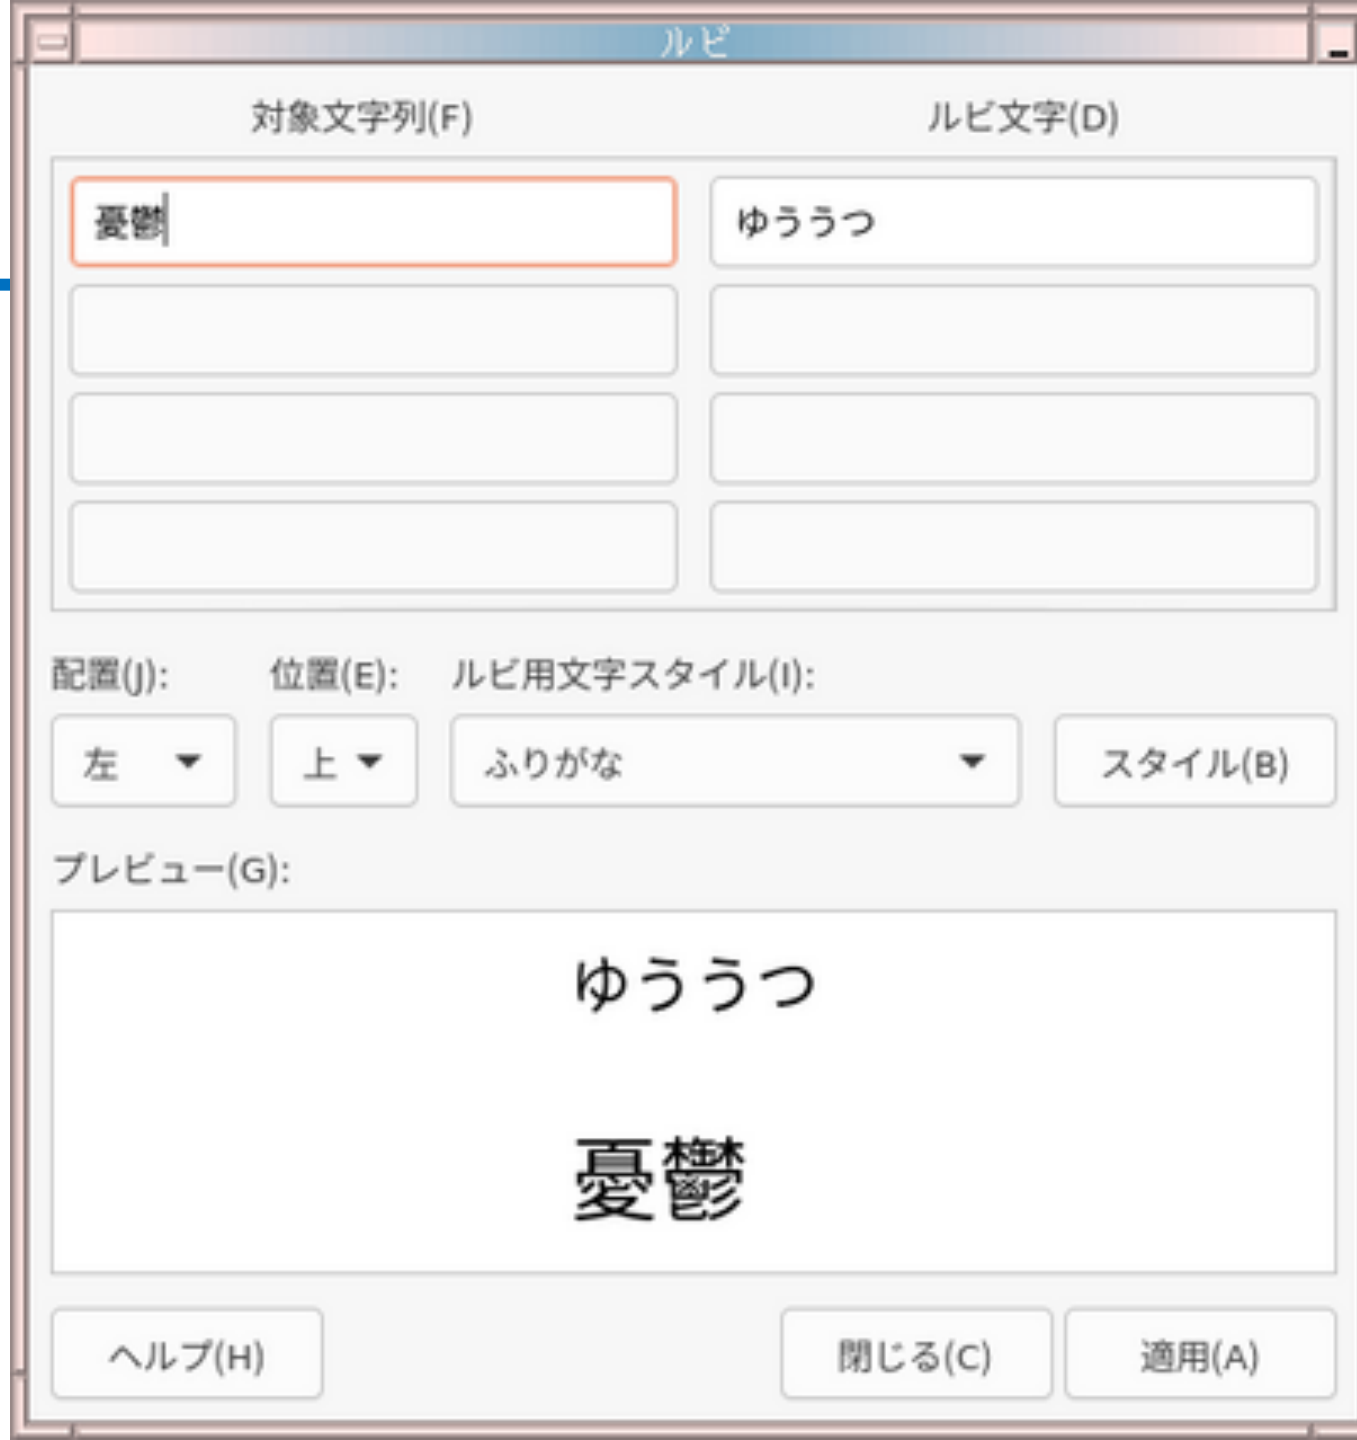 ルビ
対象文字列(F) ルビ文字(D)
憂鬱 ゆううつ
配置(J): 位置(E): ルビ用文字スタイル(I):
左 上 ふりがな スタイル(B)
プレビュー(G):
ゆううつ
憂鬱
ヘルプ(H) 閉じる(C) 適用(A)